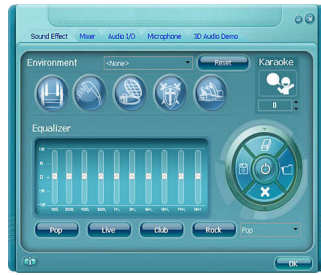 Sound Effect Mixer Audio I/O Microphone 3D Audio Demo
Environment <None> Reset Karaoke
0
Equalizer
Pop Live Club Rock Pop
OK